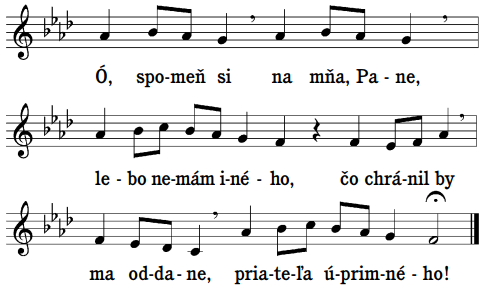 Ó, spo-meň si na mňa, Pa - ne,
le - bo ne-mám i-né - ho, čo chrá-nil by
ma od-da- ne, pria-te-ľa ú-prim-né - ho!